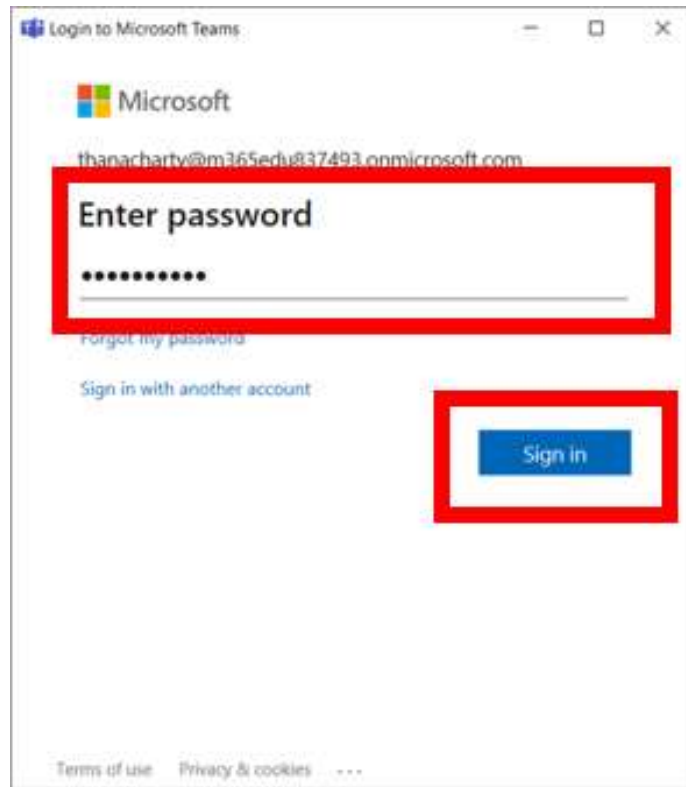 Login to Microsoft Teams
Microsoft
thanacharty@m365edu837493.onmicrosoft.com
Enter password
••••••••••
Forgot my password
Sign in with another account
Sign in
Terms of use Privacy & cookies ...